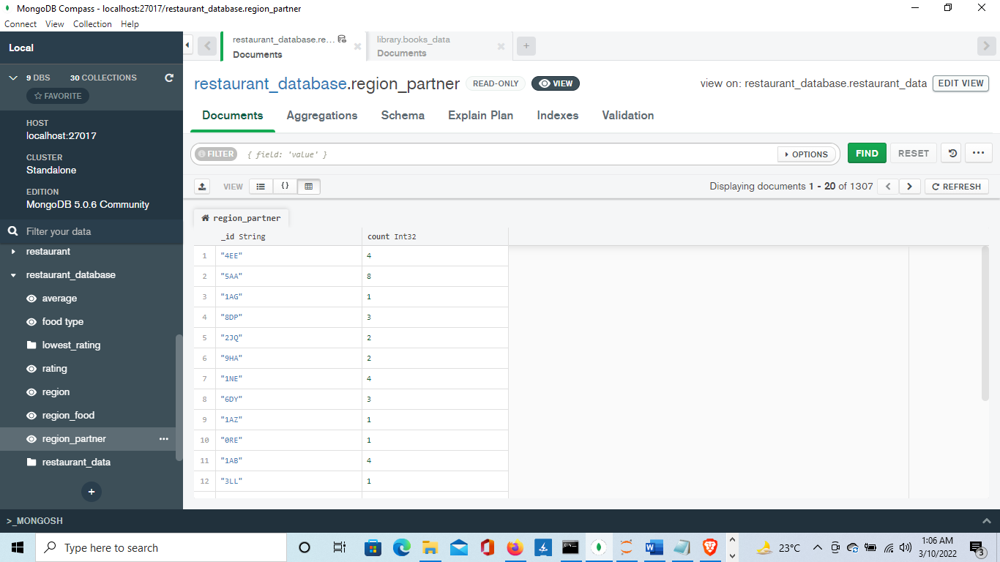 MongoDB Compass - localhost:27017/restaurant_database.region_partner
Connect View Collection Help
Local
restaurant_database.re...
Documents
library.books_data
Documents
9 DBS 30 COLLECTIONS
FAVORITE
restaurant_database.region_partner READ-ONLY VIEW
view on: restaurant_database.restaurant_data EDIT VIEW
HOST
localhost:27017
CLUSTER
Standalone
EDITION
MongoDB 5.0.6 Community
Filter your data
restaurant
restaurant_database
average
food type
lowest_rating
rating
region
region_food
region_partner
restaurant_data
Documents Aggregations Schema Explain Plan Indexes Validation
FILTER { field: 'value' } OPTIONS FIND RESET
VIEW {} Displaying documents 1 - 20 of 1307 REFRESH
region_partner
_id String count Int32
1 "4EE" 4
2 "5AA" 8
3 "1AG" 1
4 "8DP" 3
5 "2JQ" 2
6 "9HA" 2
7 "1NE" 4
8 "6DY" 3
9 "1AZ" 1
10 "0RE" 1
11 "1AB" 4
12 "3LL" 1
>_MONGOSH
Type here to search
23°C
1:06 AM
3/10/2022
3